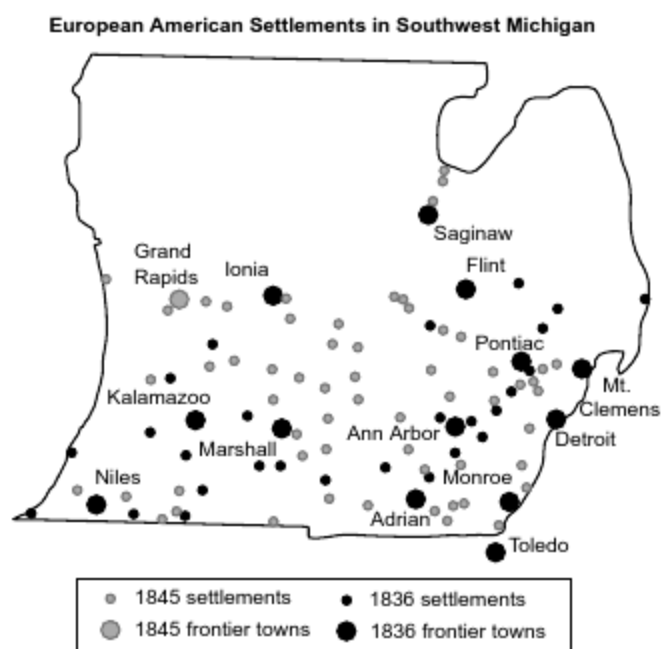 European American Settlements in Southwest Michigan
Saginaw
Grand
Rapids
Ionia
Flint
Pontiac
Mt.
Clemens
Kalamazoo
Marshall
Ann Arbor
Detroit
Niles
Monroe
Adrian
Toledo
1845 settlements
1836 settlements
1845 frontier towns
1836 frontier towns